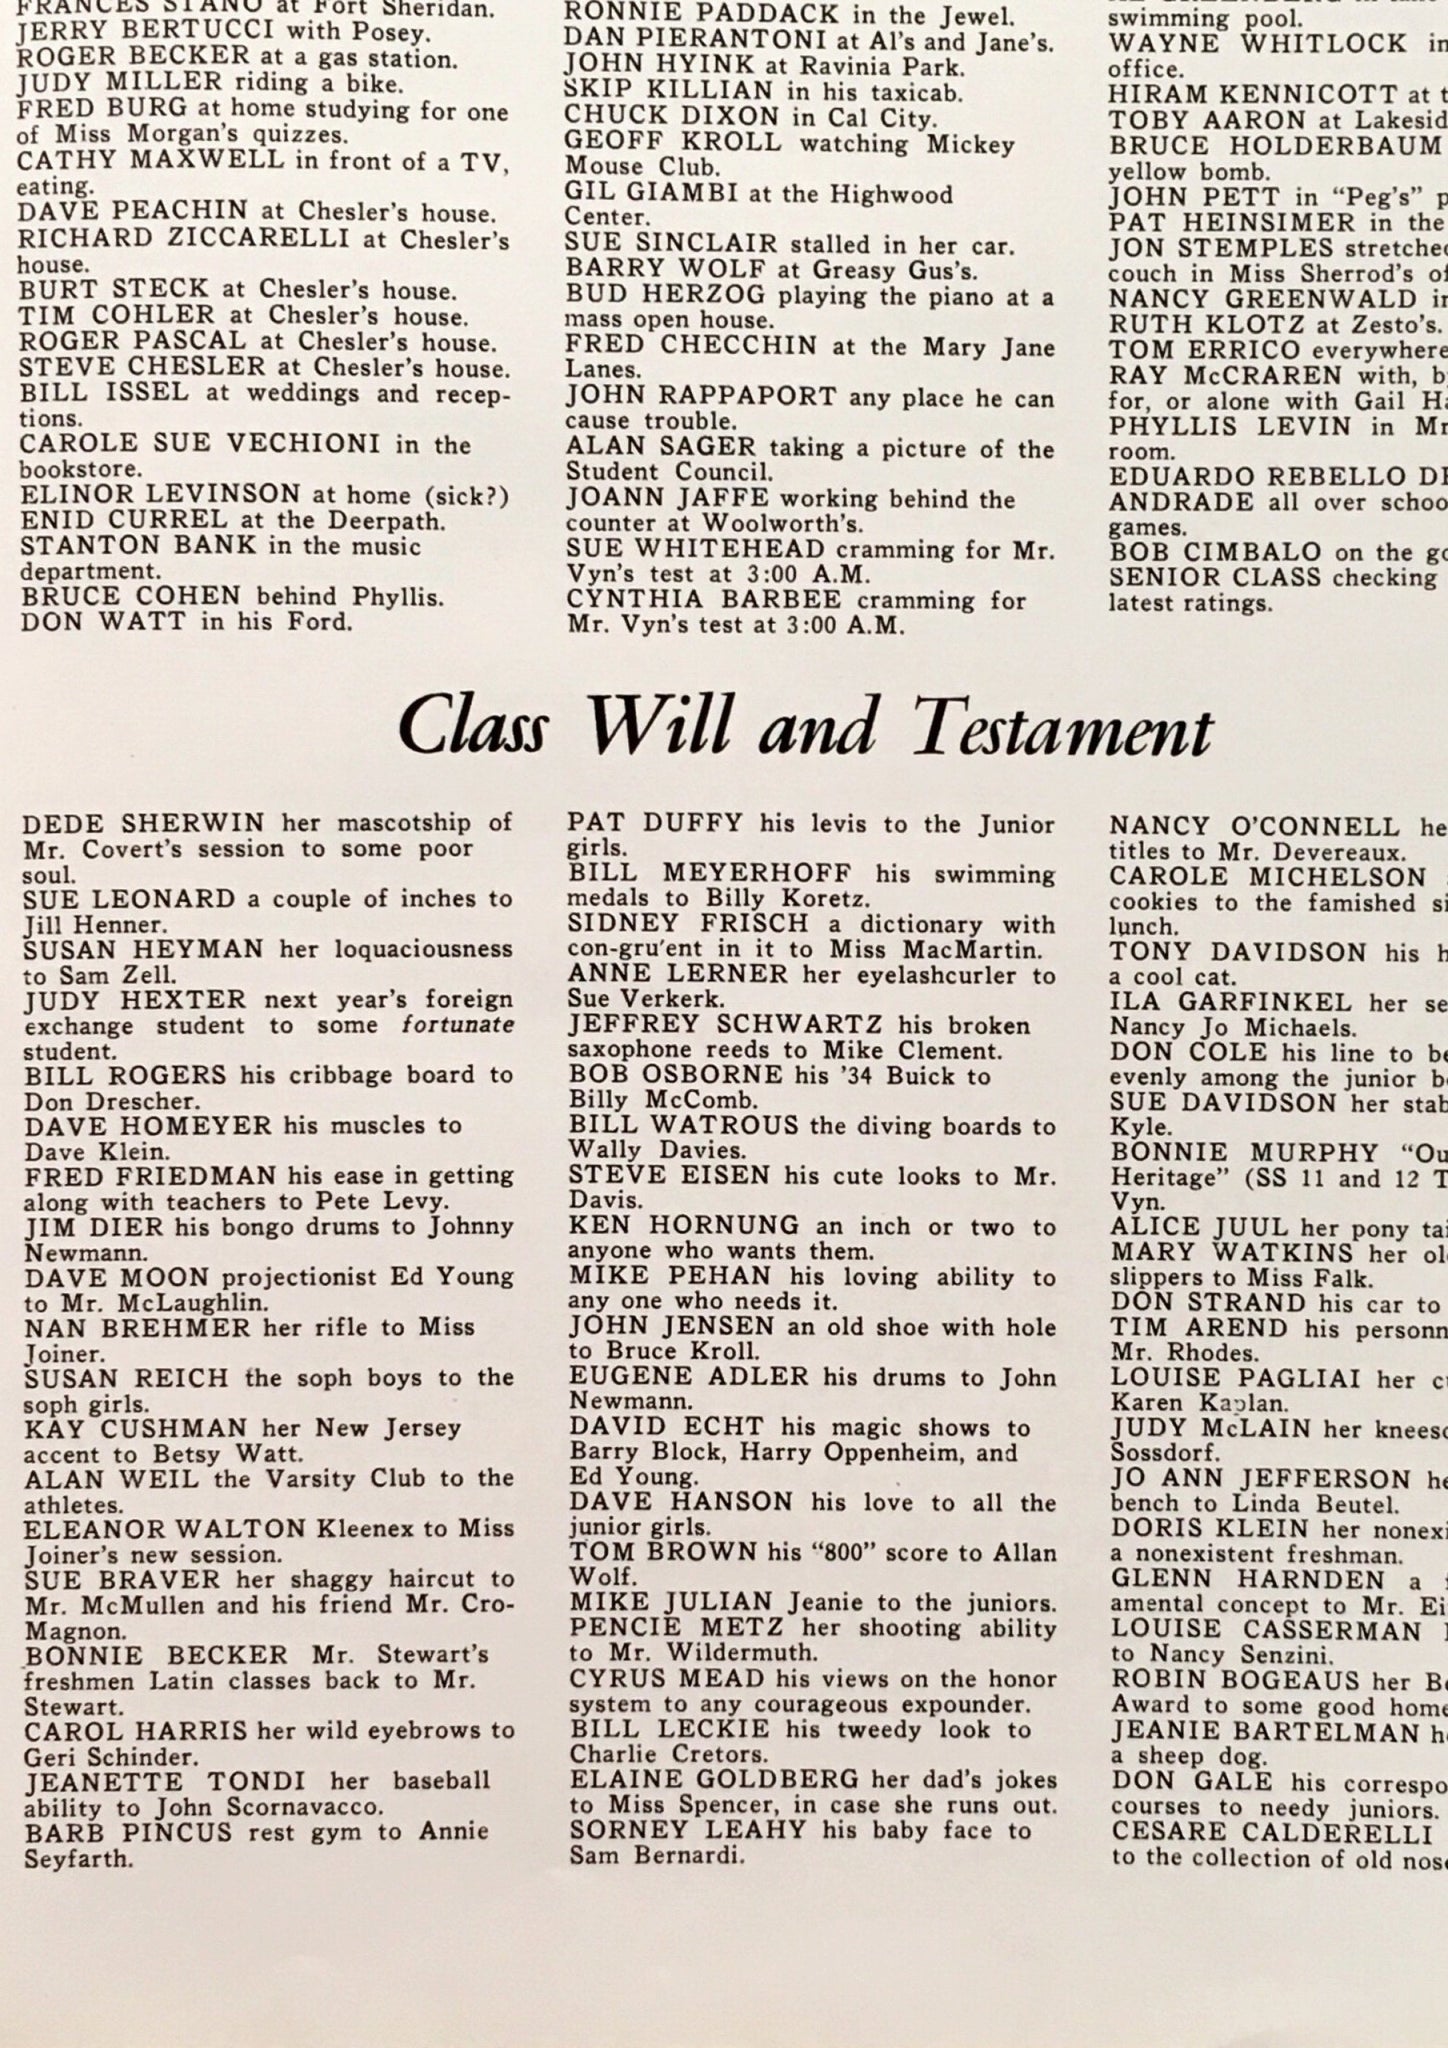 FRANCES STANO at Fort Sheridan.
JERRY BERTUCCI with Posey.
ROGER BECKER at a gas station.
JUDY MILLER riding a bike.
FRED BURG at home studying for one
of Miss Morgan's quizzes.
CATHY MAXWELL in front of a TV,
eating.
DAVE PEACHIN at Chesler's house.
RICHARD ZICCARELLI at Chesler's
house.
BURT STECK at Chesler's house.
TIM COHLER at Chesler's house.
ROGER PASCAL at Chesler's house.
STEVE CHESLER at Chesler's house.
BILL ISSEL at weddings and recep-
tions.
CAROLE SUE VECHIONI in the
bookstore.
ELINOR LEVINSON at home (sick?)
ENID CURREL at the Deerpath.
STANTON BANK in the music
department.
BRUCE COHEN behind Phyllis.
DON WATT in his Ford.
RONNIE PADDACK in the Jewel.
DAN PIERANTONI at Al's and Jane's.
JOHN HYINK at Ravinia Park.
SKIP KILLIAN in his taxicab.
CHUCK DIXON in Cal City.
GEOFF KROLL watching Mickey
Mouse Club.
GIL GIAMBI at the Highwood
Center.
SUE SINCLAIR stalled in her car.
BARRY WOLF at Greasy Gus's.
BUD HERZOG playing the piano at a
mass open house.
FRED CHECCHIN at the Mary Jane
Lanes.
JOHN RAPPAPORT any place he can
cause trouble.
ALAN SAGER taking a picture of the
Student Council.
JOANN JAFFE working behind the
counter at Woolworth's.
SUE WHITEHEAD cramming for Mr.
Vyn's test at 3:00 A.M.
CYNTHIA BARBEE cramming for
Mr. Vyn's test at 3:00 A.M.
swimming pool.
WAYNE WHITLOCK in
office.
HIRAM KENNICOTT at
TOBY AARON at
BRUCE HOLDERBAUM
yellow bomb.
JOHN PETT in "Peg's"
PAT HEINSIMER in the
JON STEMPLES
couch in Miss Sherrod's
NANCY GREENWALD
RUTH KLOTZ at Zesto's.
TOM ERRICO everywhere
RAY McCRAREN with,
for, or alone with Gail
PHYLLIS LEVIN in
room.
EDUARDO REBELLO
ANDRADE all over
games.
BOB CIMBALO on the
SENIOR CLASS checking
latest ratings.
Class Will and Testament
DEDE SHERWIN her mascotship of
Mr. Covert's session to some poor
soul.
SUE LEONARD a couple of inches to
Jill Henner.
SUSAN HEYMAN her loquaciousness
to Sam Zell.
JUDY HEXTER next year's foreign
exchange student to some fortunate
student.
BILL ROGERS his cribbage board to
Don Drescher.
DAVE HOMEYER his muscles to
Dave Klein.
FRED FRIEDMAN his ease in getting
along with teachers to Pete Levy.
JIM DIER his bongo drums to Johnny
Newmann.
DAVE MOON projectionist Ed Young
to Mr. McLaughlin.
NAN BREHMER her rifle to Miss
Joiner.
SUSAN REICH the soph boys to the
soph girls.
KAY CUSHMAN her New Jersey
accent to Betsy Watt.
ALAN WEIL the Varsity Club to the
athletes.
ELEANOR WALTON Kleenex to Miss
Joiner's new session.
SUE BRAVER her shaggy haircut to
Mr. McMullen and his friend Mr. Cro-
Magnon.
BONNIE BECKER Mr. Stewart's
freshmen Latin classes back to Mr.
Stewart.
CAROL HARRIS her wild eyebrows to
Geri Schinder.
JEANETTE TONDI her baseball
ability to John Scornavacco.
BARB PINCUS rest gym to Annie
Seyfarth.
PAT DUFFY his levis to the Junior
girls.
BILL MEYERHOFF his swimming
medals to Billy Koretz.
SIDNEY FRISCH a dictionary with
con-gru'ent in it to Miss MacMartin.
ANNE LERNER her eyelashcurler to
Sue Verkerk.
JEFFREY SCHWARTZ his broken
saxophone reeds to Mike Clement.
BOB OSBORNE his '34 Buick to
Billy McComb.
BILL WATROUS the diving boards to
Wally Davies.
STEVE EISEN his cute looks to Mr.
Davis.
KEN HORNUNG an inch or two to
anyone who wants them.
MIKE PEHAN his loving ability to
any one who needs it.
JOHN JENSEN an old shoe with hole
to Bruce Kroll.
EUGENE ADLER his drums to John
Newmann.
DAVID ECHT his magic shows to
Barry Block, Harry Oppenheim, and
Ed Young.
DAVE HANSON his love to all the
junior girls.
TOM BROWN his "800" score to Allan
Wolf.
MIKE JULIAN Jeanie to the juniors.
PENCIE METZ her shooting ability
to Mr. Wildermuth.
CYRUS MEAD his views on the honor
system to any courageous expounder.
BILL LECKIE his tweedy look to
Charlie Cretors.
ELAINE GOLDBERG her dad's jokes
to Miss Spencer, in case she runs out.
SORNEY LEAHY his baby face to
Sam Bernardi.
NANCY O'CONNELL
titles to Mr. Devereaux.
CAROLE MICHELSON
cookies to the famished
lunch.
TONY DAVIDSON his
a cool cat.
ILA GARFINKEL her
Nancy Jo Michaels.
DON COLE his line to
evenly among the junior
SUE DAVIDSON her
Kyle.
BONNIE MURPHY
Heritage" (SS 11 and 12
Vyn.
ALICE JUUL her pony
MARY WATKINS her
slippers to Miss Falk.
DON STRAND his car to
TIM AREND his
Mr. Rhodes.
LOUISE PAGLIAI her
Karen Kaplan.
JUDY McLAIN her
Sossdorf.
JO ANN JEFFERSON
bench to Linda Beutel.
DORIS KLEIN her
a nonexistent freshman.
GLENN HARNDEN a
amental concept to Mr.
LOUISE CASSERMAN
to Nancy Senzini.
ROBIN BOGEAUS her
Award to some good
JEANIE BARTELMAN
a sheep dog.
DON GALE his
courses to needy juniors.
CESARE CALDERELLI
to the collection of old